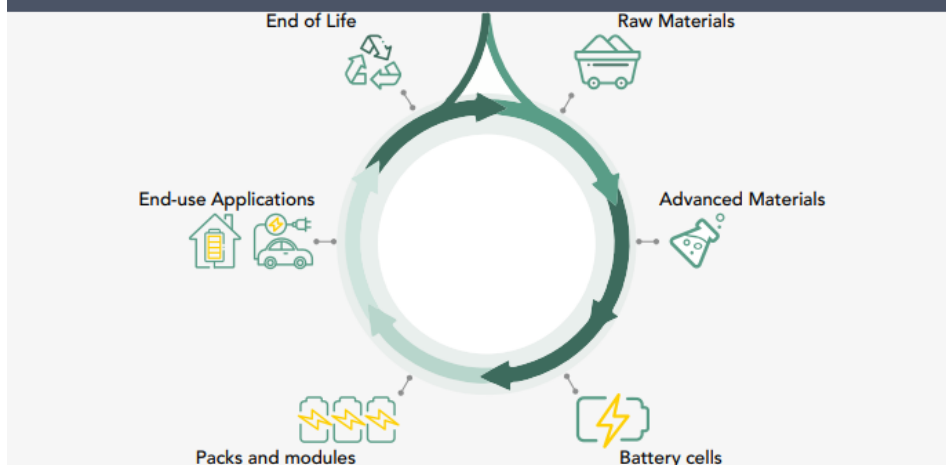 End of Life
Raw Materials
End-use Applications
Advanced Materials
Packs and modules
Battery cells